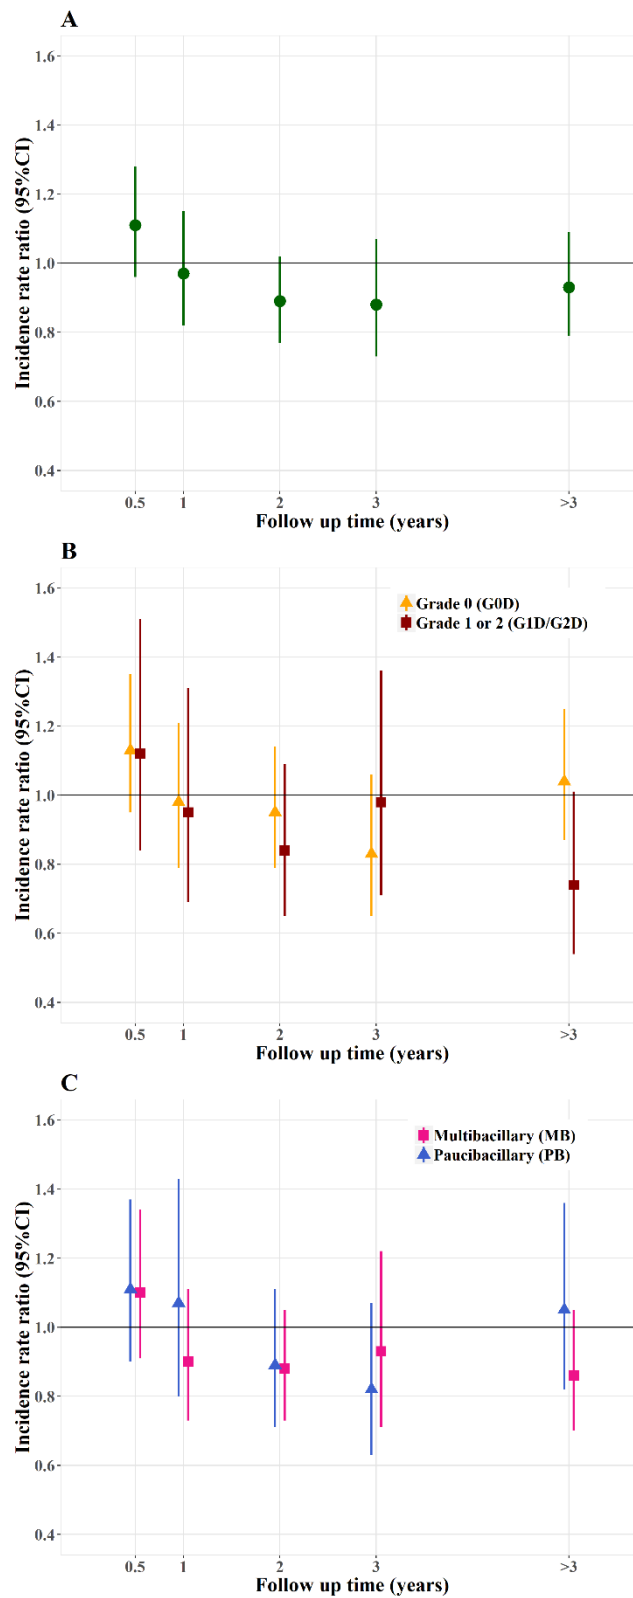 A
Incidence rate ratio (95%CI)
1.6
1.4
1.2
1.0
0.8
0.6
0.4
0.5 1 2 3 >3
Follow up time (years)
B
Incidence rate ratio (95%CI)
1.6
1.4
1.2
1.0
0.8
0.6
0.4
Grade 0 (G0D)
Grade 1 or 2 (G1D/G2D)
0.5 1 2 3 >3
Follow up time (years)
C
Incidence rate ratio (95%CI)
1.6
1.4
1.2
1.0
0.8
0.6
0.4
Multibacillary (MB)
Paucibacillary (PB)
0.5 1 2 3 >3
Follow up time (years)